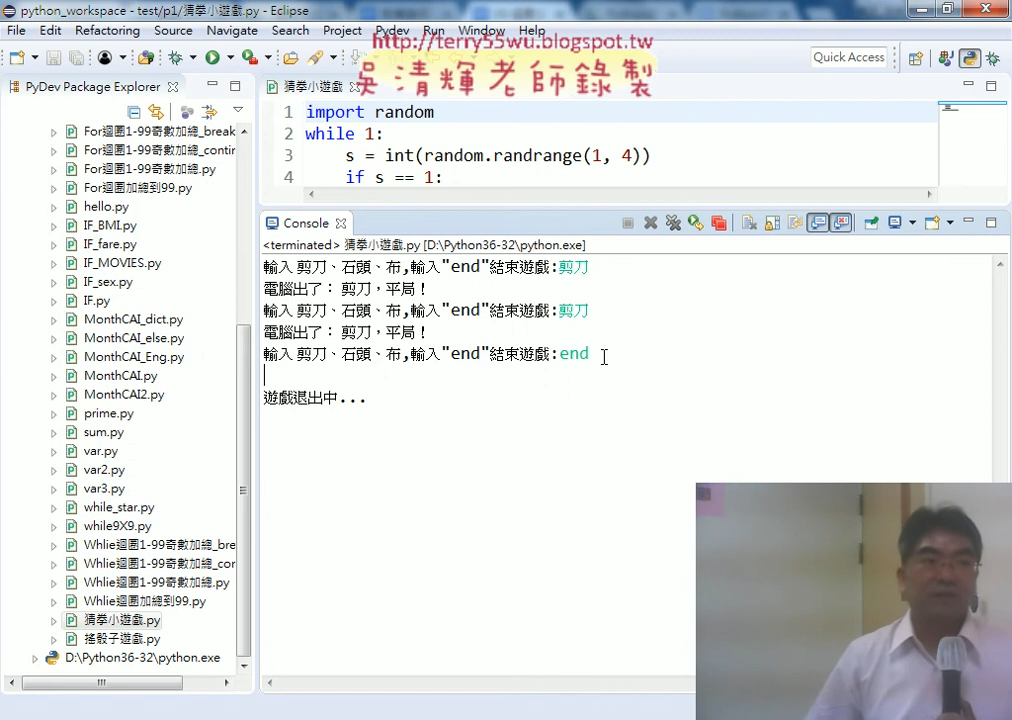 python_workspace - test/p1/猜拳小遊戲.py - Eclipse
File Edit Refactoring Source Navigate Search Project Pydev Run Window Help
http://terry55wu.blogspot.tw
吳清輝老師錄製
Quick Access
PyDev Package Explorer
For迴圈1-99奇數加總_break
For迴圈1-99奇數加總_contir
For迴圈1-99奇數加總.py
For迴圈加總到99.py
hello.py
IF_BMI.py
IF_fare.py
IF_MOVIES.py
IF_sex.py
IF.py
MonthCAI_dict.py
MonthCAI_else.py
MonthCAI_Eng.py
MonthCAI.py
MonthCAI2.py
prime.py
sum.py
var.py
var2.py
var3.py
while_star.py
while9X9.py
Whlie迴圈1-99奇數加總_bre
Whlie迴圈1-99奇數加總_cor
Whlie迴圈1-99奇數加總.py
Whlie迴圈加總到99.py
猜拳小遊戲.py
搖骰子遊戲.py
D:\Python36-32\python.exe
猜拳小遊戲
1 import random
2 while 1:
3 s = int(random.randrange(1, 4))
4 if s == 1:
Console
<terminated> 猜拳小遊戲.py [D:\Python36-32\python.exe]
輸入 剪刀、石頭、布,輸入"end"結束遊戲:剪刀
電腦出了： 剪刀，平局！
輸入 剪刀、石頭、布,輸入"end"結束遊戲:剪刀
電腦出了： 剪刀，平局！
輸入 剪刀、石頭、布,輸入"end"結束遊戲:end
遊戲退出中...